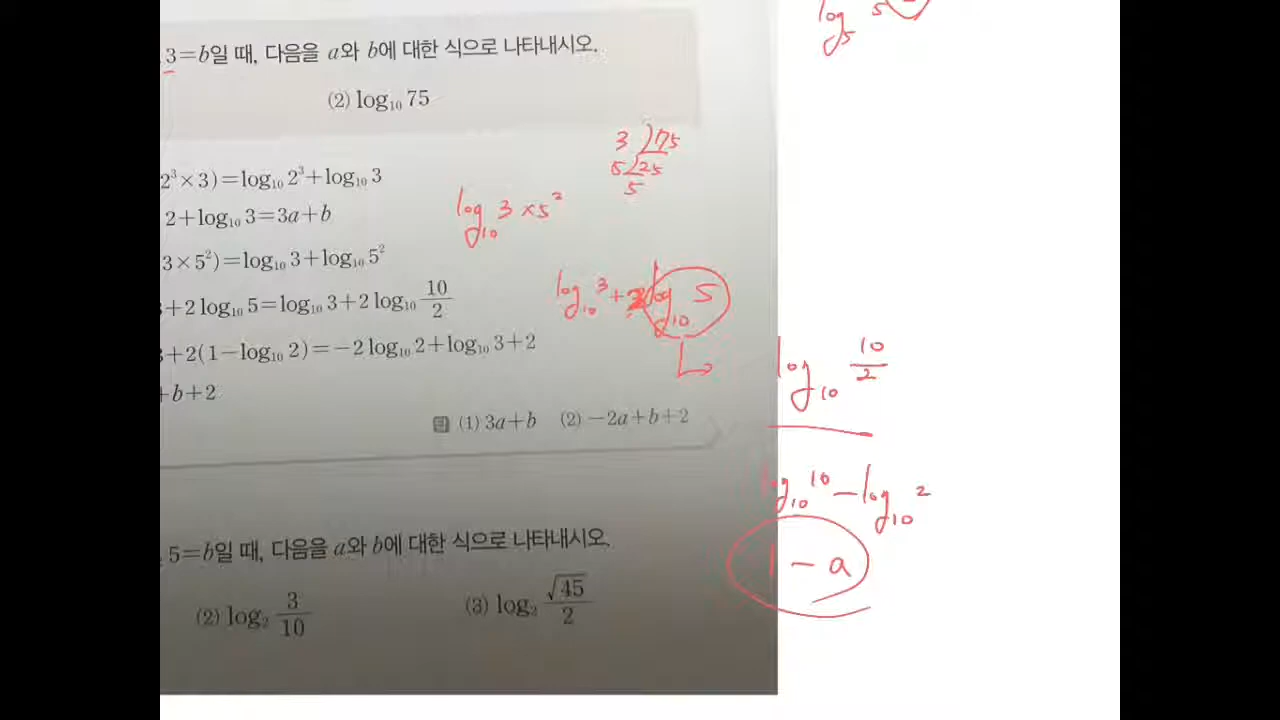 log₅ 5
3=b일 때, 다음을 a와 b에 대한 식으로 나타내시오.
(2) log₁₀ 75
3 75
5 25
5
2³×3)=log₁₀ 2³+log₁₀ 3
log₁₀ 3×5²
2+log₁₀ 3=3a+b
3×5²)=log₁₀ 3+log₁₀ 5²
log₁₀ 3+2log₁₀ 5
+2 log₁₀ 5=log₁₀ 3+2 log₁₀ 10/2
log₁₀ 10/2
3+2(1-log₁₀ 2)=-2 log₁₀ 2+log₁₀ 3+2
+b+2
답 (1) 3a+b (2) -2a+b+2
log₁₀ 10-log₁₀ 2
1-a
5=b일 때, 다음을 a와 b에 대한 식으로 나타내시오.
(2) log₂ 3/10 (3) log₂ √45/2